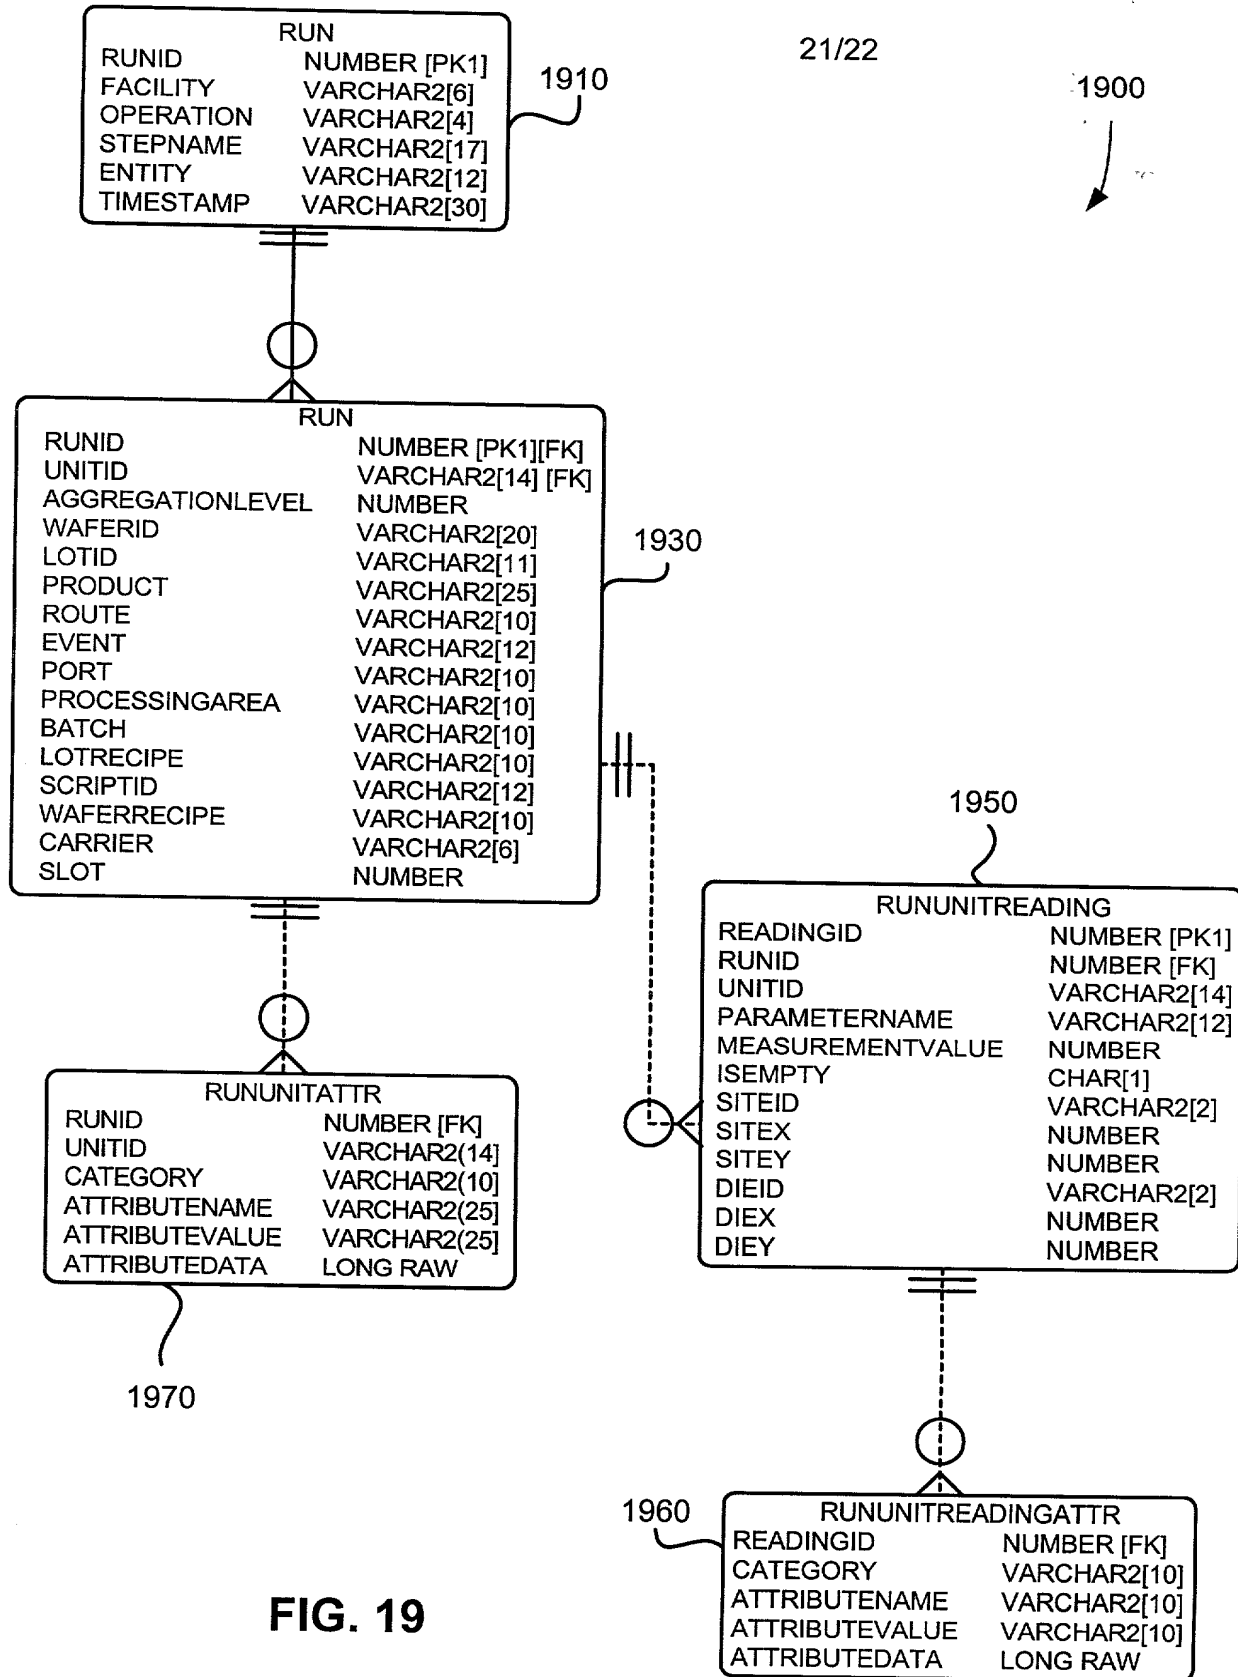 21/22
1900
RUN
RUNID NUMBER [PK1]
FACILITY VARCHAR2[6]
OPERATION VARCHAR2[4]
STEPNAME VARCHAR2[17]
ENTITY VARCHAR2[12]
TIMESTAMP VARCHAR2[30]
1910
RUN
RUNID NUMBER [PK1][FK]
UNITID VARCHAR2[14] [FK]
AGGREGATIONLEVEL NUMBER
WAFERID VARCHAR2[20]
LOTID VARCHAR2[11]
PRODUCT VARCHAR2[25]
ROUTE VARCHAR2[10]
EVENT VARCHAR2[12]
PORT VARCHAR2[10]
PROCESSINGAREA VARCHAR2[10]
BATCH VARCHAR2[10]
LOTRECIPE VARCHAR2[10]
SCRIPTID VARCHAR2[12]
WAFERRECIPE VARCHAR2[10]
CARRIER VARCHAR2[6]
SLOT NUMBER
1930
1950
RUNUNITREADING
READINGID NUMBER [PK1]
RUNID NUMBER [FK]
UNITID VARCHAR2[14]
PARAMETERNAME VARCHAR2[12]
MEASUREMENTVALUE NUMBER
ISEMPTY CHAR[1]
SITEID VARCHAR2[2]
SITEX NUMBER
SITEY NUMBER
DIEID VARCHAR2[2]
DIEX NUMBER
DIEY NUMBER
RUNUNITATTR
RUNID NUMBER [FK]
UNITID VARCHAR2(14]
CATEGORY VARCHAR2(10]
ATTRIBUTENAME VARCHAR2(25]
ATTRIBUTEVALUE VARCHAR2(25]
ATTRIBUTEDATA LONG RAW
1970
1960
RUNUNITREADINGATTR
READINGID NUMBER [FK]
CATEGORY VARCHAR2[10]
ATTRIBUTENAME VARCHAR2[10]
ATTRIBUTEVALUE VARCHAR2[10]
ATTRIBUTEDATA LONG RAW
FIG. 19